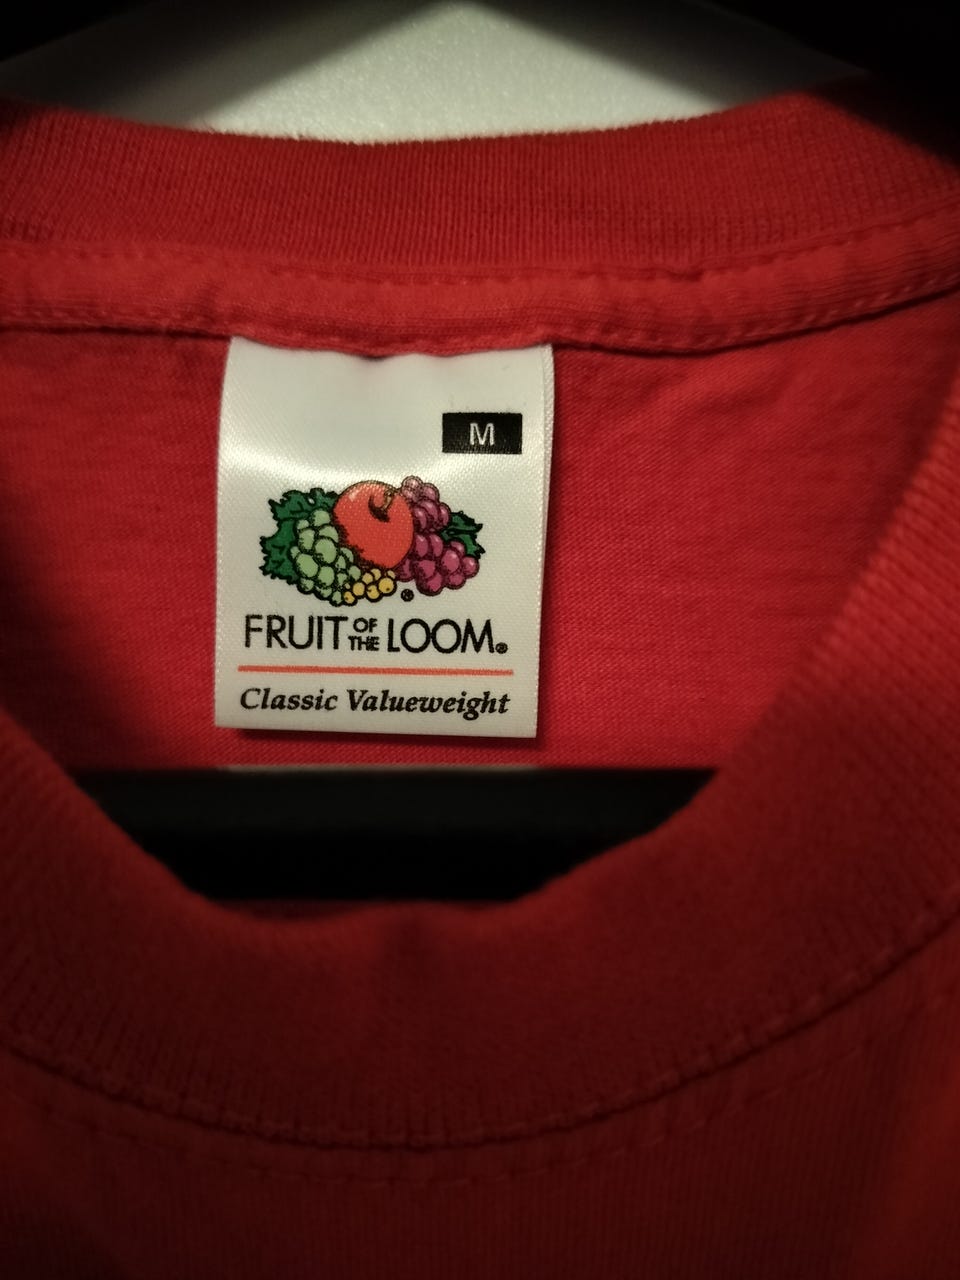 M
FRUIT OF THE LOOM®
Classic Valueweight